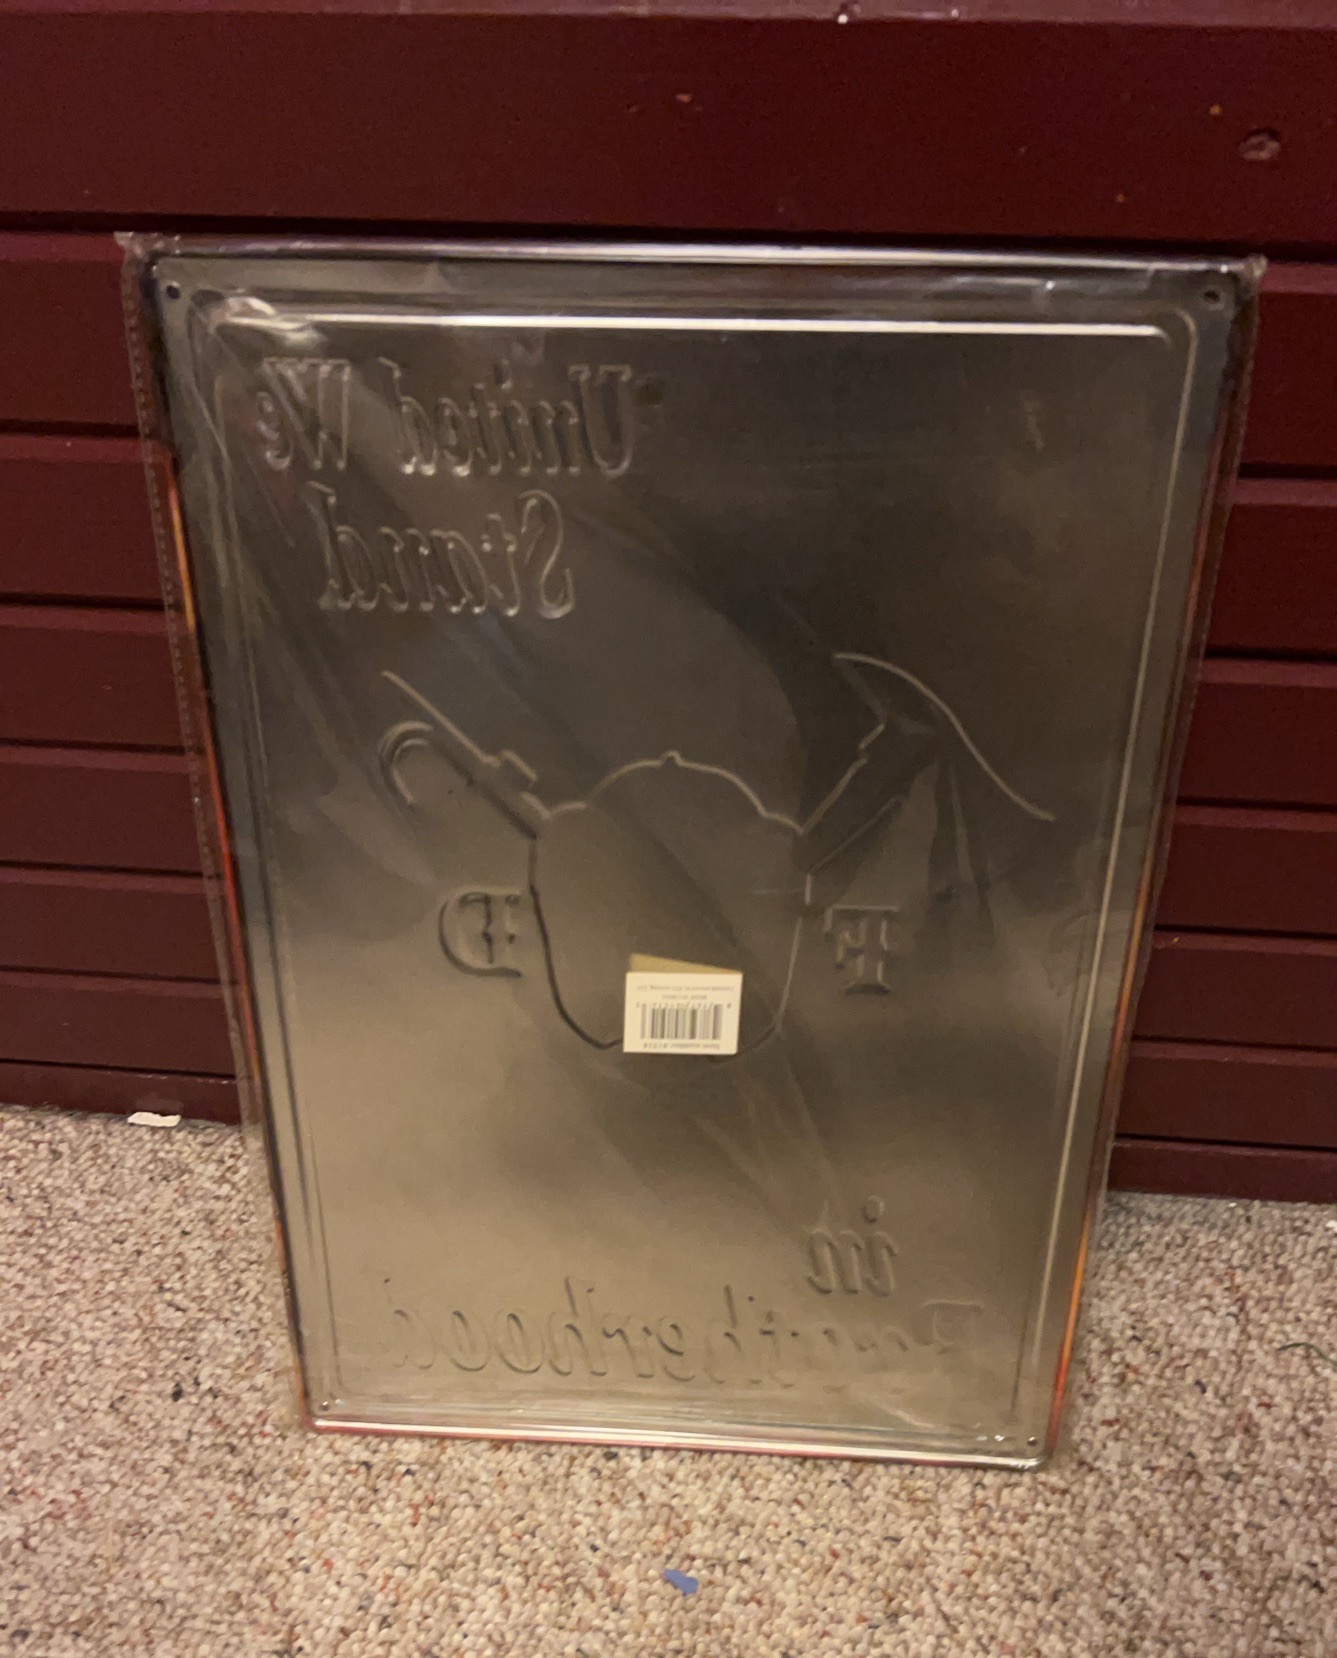 United We
Stand
F D
in
Brotherhood